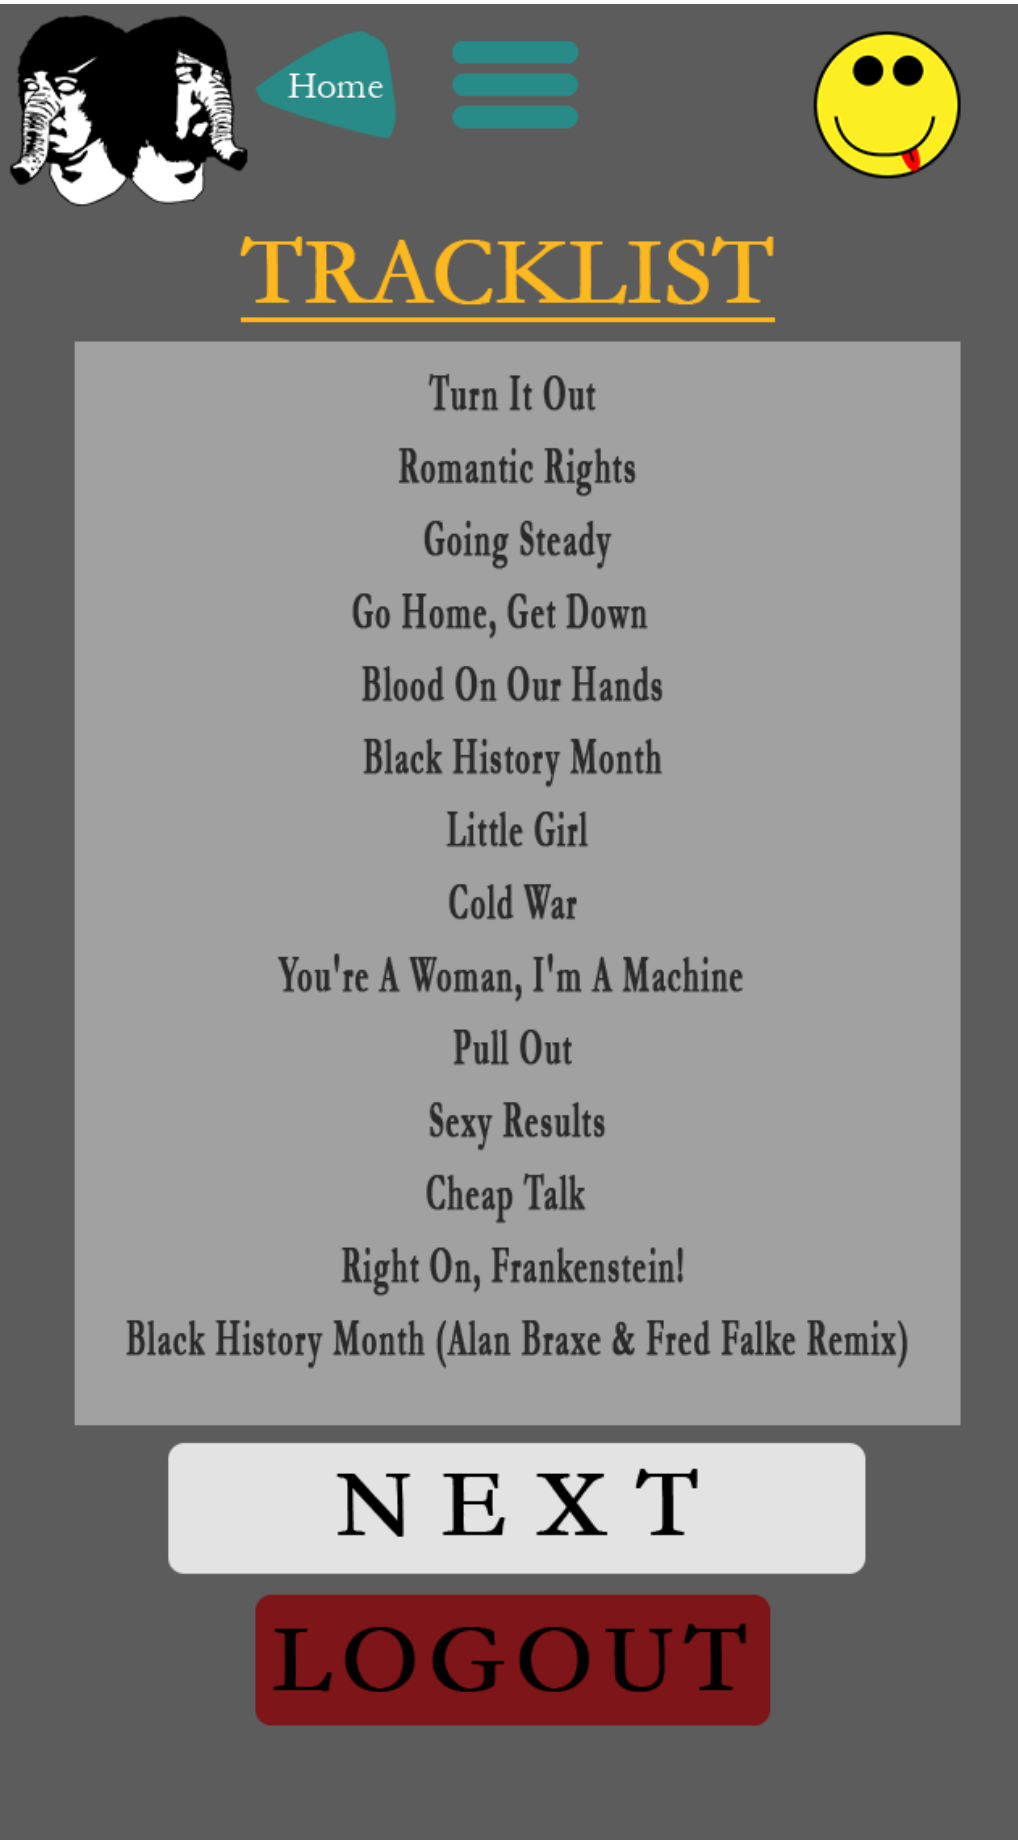 Home
TRACKLIST
Turn It Out
Romantic Rights
Going Steady
Go Home, Get Down
Blood On Our Hands
Black History Month
Little Girl
Cold War
You're A Woman, I'm A Machine
Pull Out
Sexy Results
Cheap Talk
Right On, Frankenstein!
Black History Month (Alan Braxe & Fred Falke Remix)
NEXT
LOGOUT